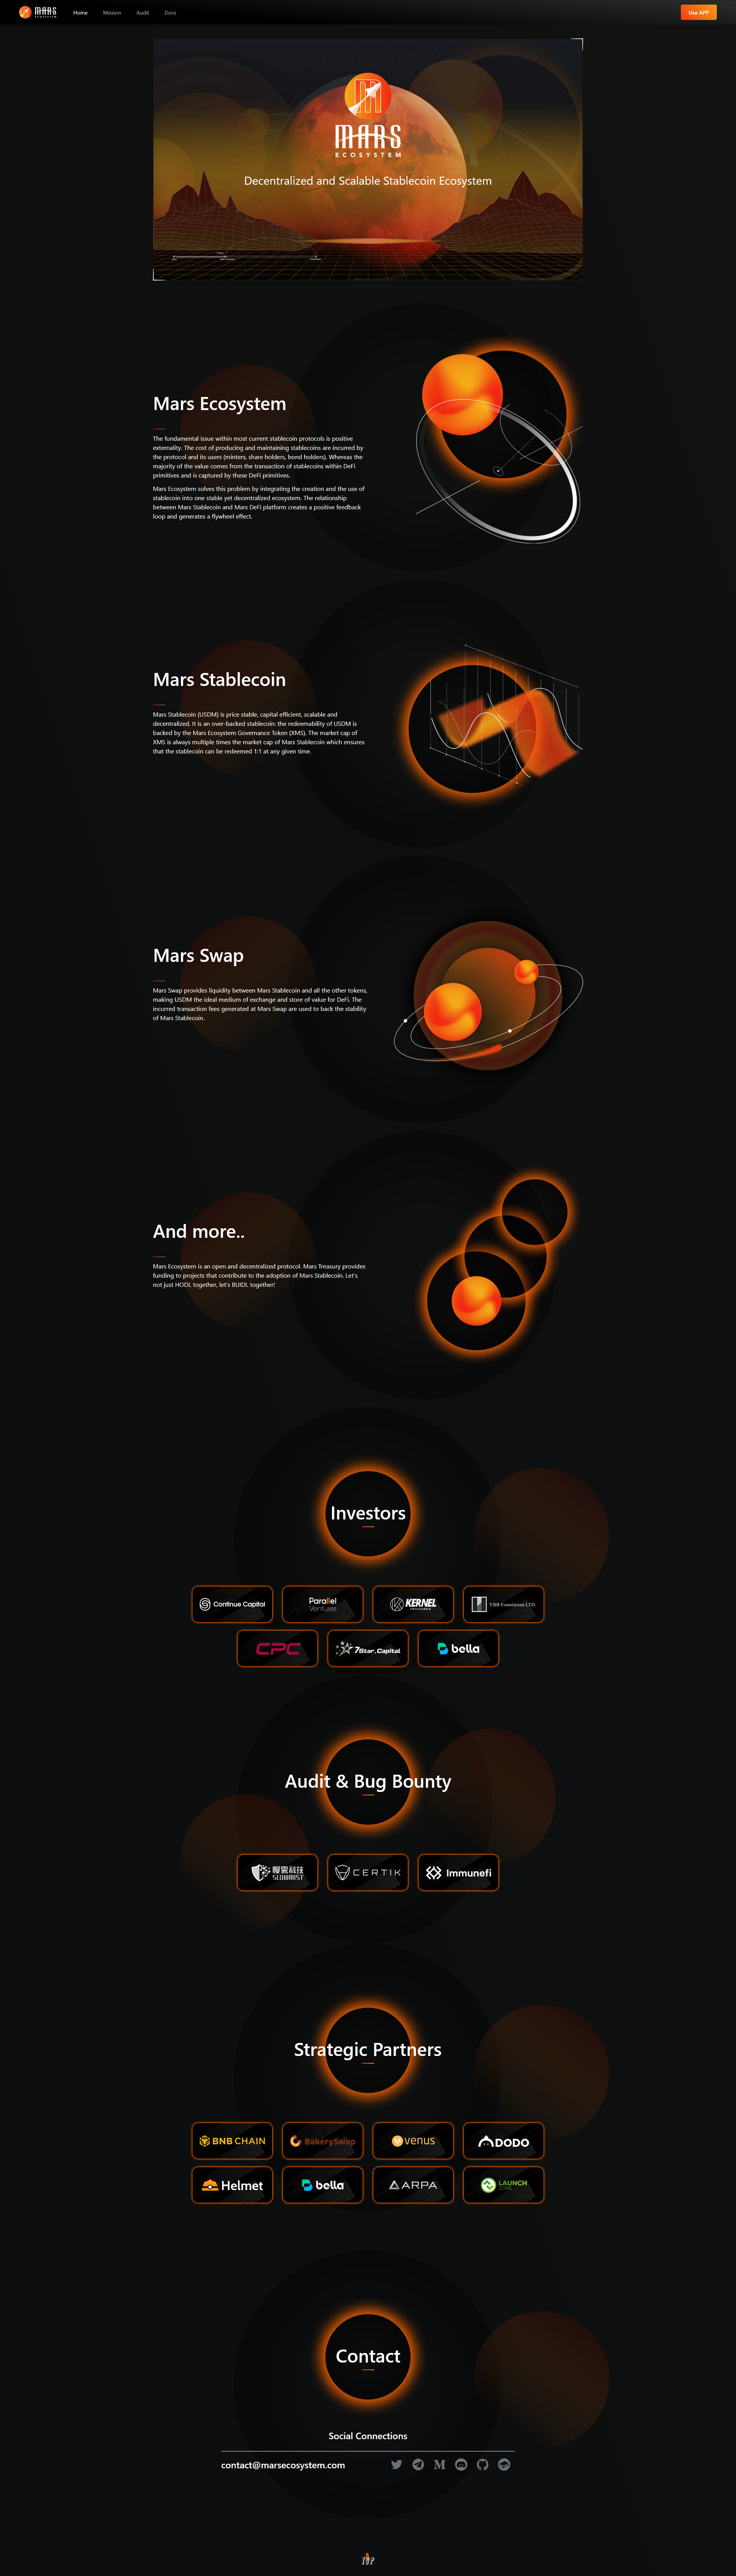 MARS
ECOSYSTEM
Home
Mission
Audit
Docs
Use APP
MARS
ECOSYSTEM
Decentralized and Scalable Stablecoin Ecosystem
Mars Ecosystem
The fundamental issue within most current stablecoin protocols is positive
externality. The cost of producing and maintaining stablecoins are incurred by
the protocol and its users (minters, share holders, bond holders). Whereas the
majority of the value comes from the transaction of stablecoins within DeFi
primitives and is captured by these DeFi primitives.
Mars Ecosystem solves this problem by integrating the creation and the use of
stablecoin into one stable yet decentralized ecosystem. The relationship
between Mars Stablecoin and Mars DeFi platform creates a positive feedback
loop and generates a flywheel effect.
Mars Stablecoin
Mars Stablecoin (USDM) is price stable, capital efficient, scalable and
decentralized. It is an over-backed stablecoin: the redeemability of USDM is
backed by the Mars Ecosystem Governance Token (XMS). The market cap of
XMS is always multiple times the market cap of Mars Stablecoin which ensures
that the stablecoin can be redeemed 1:1 at any given time.
Mars Swap
Mars Swap provides liquidity between Mars Stablecoin and all the other tokens,
making USDM the ideal medium of exchange and store of value for DeFi. The
incurred transaction fees generated at Mars Swap are used to back the stability
of Mars Stablecoin.
And more..
Mars Ecosystem is an open and decentralized protocol. Mars Treasury provides
funding to projects that contribute to the adoption of Mars Stablecoin. Let's
not just HODL together, let's BUIDL together!
Investors
Continue Capital
Parallel
Ventures
KERNEL
VENTURES
LTD.
CPC
7Star.Capital
bella
Audit & Bug Bounty
慢雾科技
SLOWMIST
CERTIK
Immunefi
Strategic Partners
BNB CHAIN
BakerySwap
venus
DODO
Helmet
bella
ARPA
LAUNCH
ZONE
Contact
Social Connections
contact@marsecosystem.com
TOP